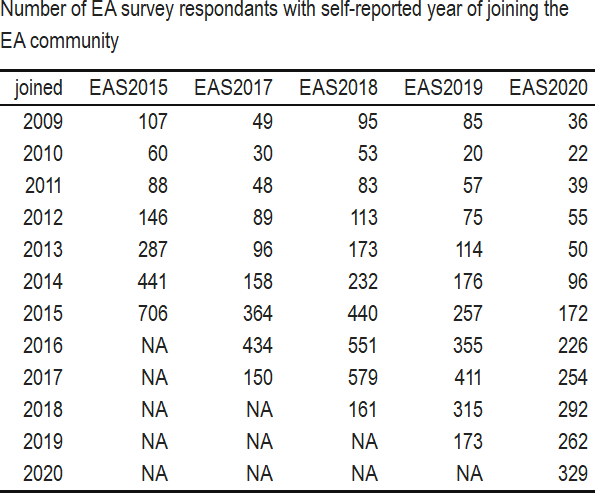 Number of EA survey respondants with self-reported year of joining the
EA community
joined EAS2015 EAS2017 EAS2018 EAS2019 EAS2020
2009 107 49 95 85 36
2010 60 30 53 20 22
2011 88 48 83 57 39
2012 146 89 113 75 55
2013 287 96 173 114 50
2014 441 158 232 176 96
2015 706 364 440 257 172
2016 NA 434 551 355 226
2017 NA 150 579 411 254
2018 NA NA 161 315 292
2019 NA NA NA 173 262
2020 NA NA NA NA 329